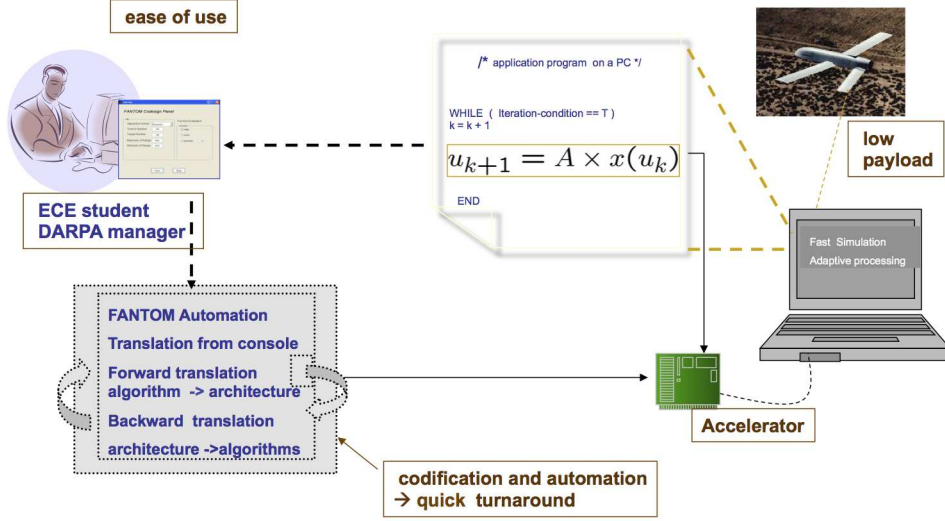 ease of use
/* application program on a PC */
WHILE ( Iteration-condition == T )
k = k + 1
u_{k+1} = A × x(u_k)
END
low
payload
FANTOM Codesign Panel
ECE student
DARPA manager
Fast Simulation
Adaptive processing
FANTOM Automation
Translation from console
Forward translation
algorithm -> architecture
Backward translation
architecture ->algorithms
Accelerator
codification and automation
→ quick turnaround